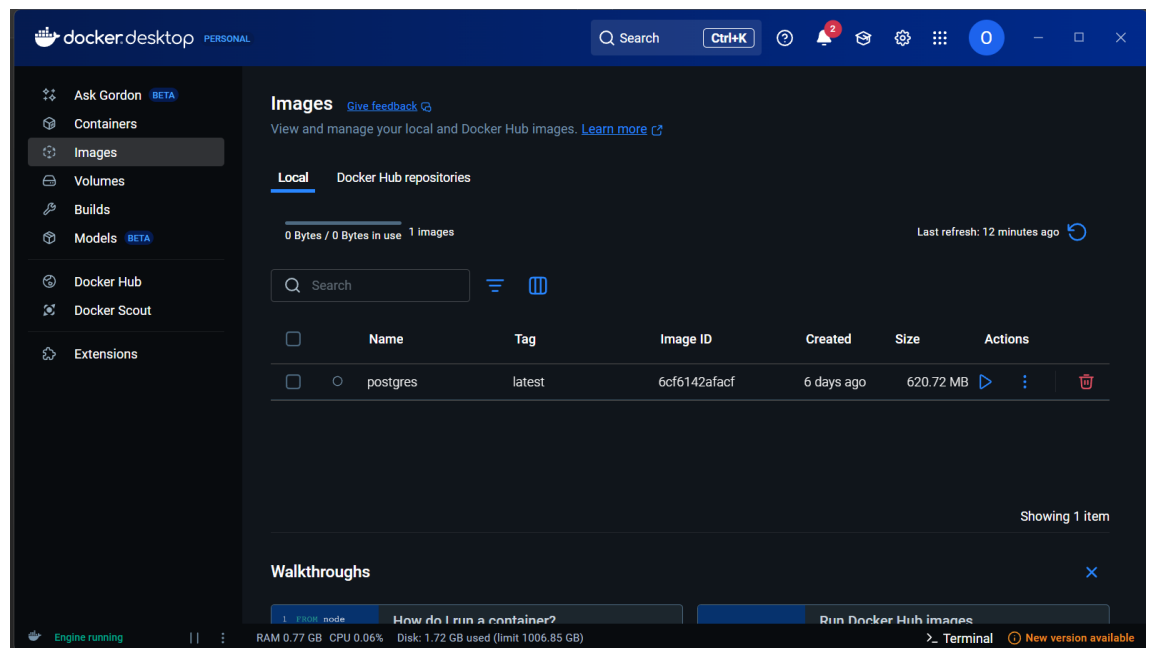 docker.desktop PERSONAL
Search Ctrl+K 2 O
Ask Gordon BETA
Containers
Images
Volumes
Builds
Models BETA
Docker Hub
Docker Scout
Extensions
Images Give feedback
View and manage your local and Docker Hub images. Learn more
Local Docker Hub repositories
0 Bytes / 0 Bytes in use 1 images
Last refresh: 12 minutes ago
Search
Name Tag Image ID Created Size Actions
postgres latest 6cf6142afacf 6 days ago 620.72 MB
Showing 1 item
Walkthroughs
1 FROM node
How do I run a container?
Run Docker Hub images
Engine running
RAM 0.77 GB CPU 0.06% Disk: 1.72 GB used (limit 1006.85 GB)
>_ Terminal
New version available